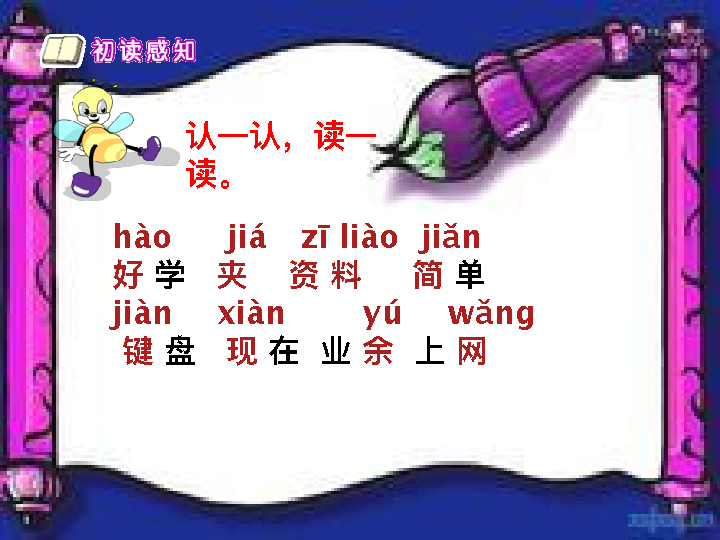 初读感知
认一认，读一
读。
hào jiá zī liào jiǎn
好学 夹 资料 简单
jiàn xiàn yú wǎng
键盘 现在 业余 上网